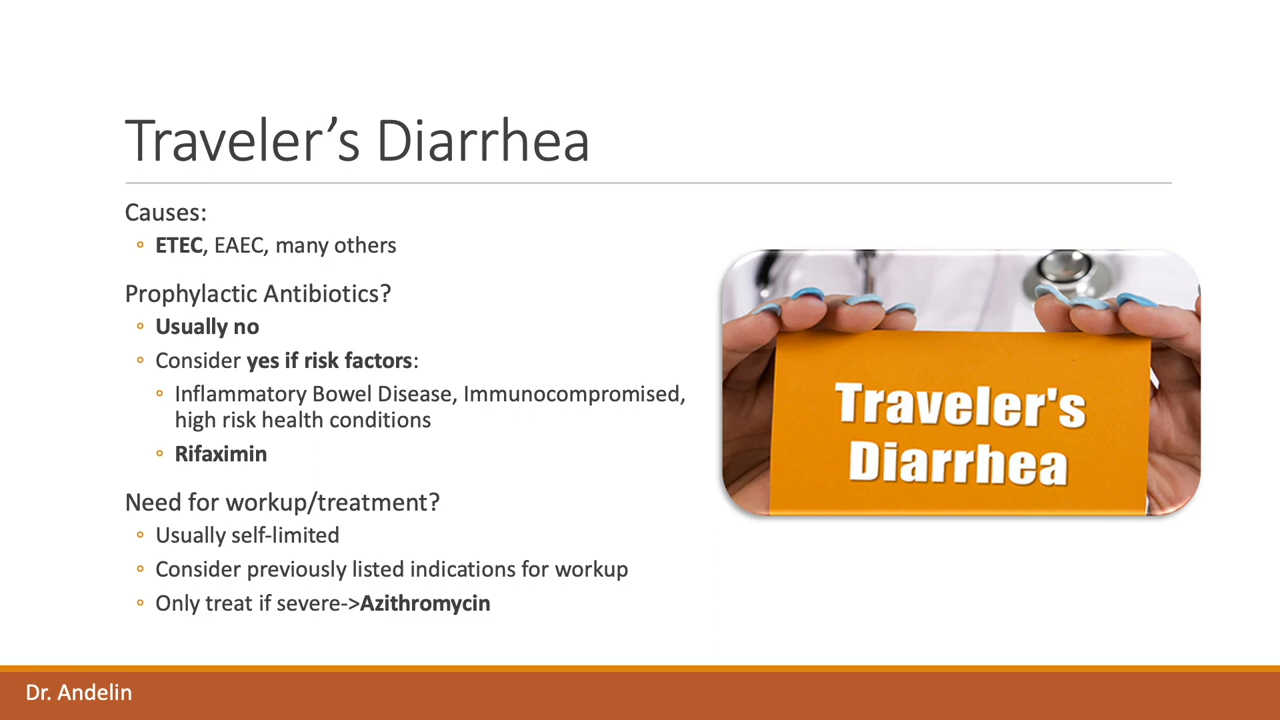 Traveler’s Diarrhea
Causes:
ETEC, EAEC, many others
Prophylactic Antibiotics?
Usually no
Consider yes if risk factors:
Inflammatory Bowel Disease, Immunocompromised,
high risk health conditions
Rifaximin
Need for workup/treatment?
Usually self-limited
Consider previously listed indications for workup
Only treat if severe->Azithromycin
Traveler's
Diarrhea
Dr. Andelin